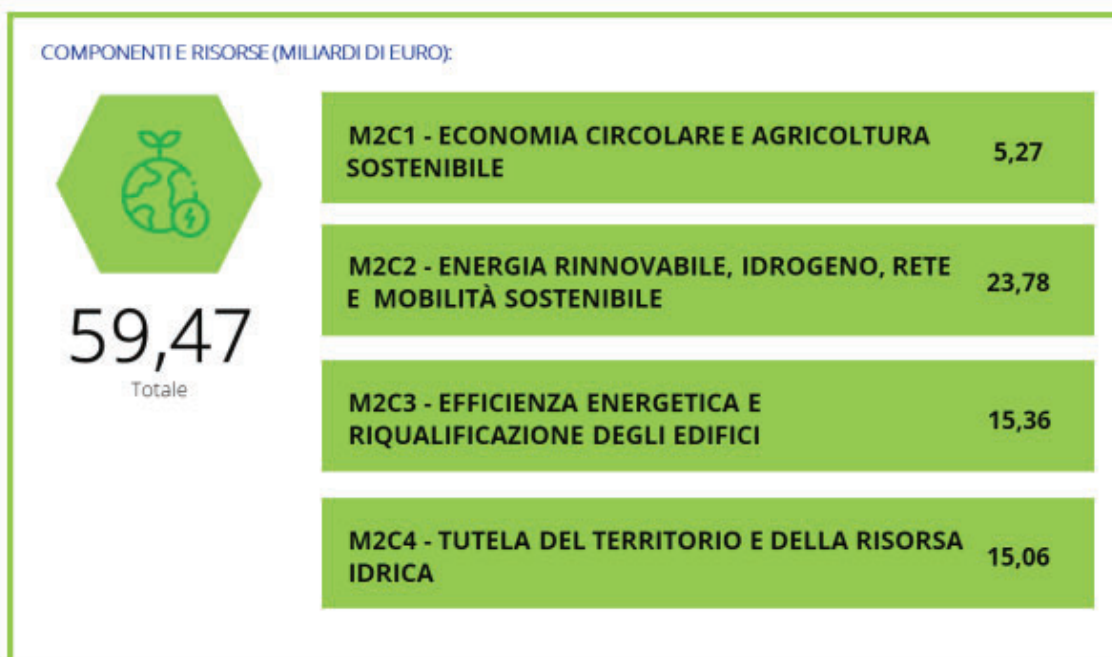 COMPONENTI E RISORSE (MILIARDI DI EURO):
59,47
Totale
M2C1 - ECONOMIA CIRCOLARE E AGRICOLTURA
SOSTENIBILE
5,27
M2C2 - ENERGIA RINNOVABILE, IDROGENO, RETE
E MOBILITÀ SOSTENIBILE
23,78
M2C3 - EFFICIENZA ENERGETICA E
RIQUALIFICAZIONE DEGLI EDIFICI
15,36
M2C4 - TUTELA DEL TERRITORIO E DELLA RISORSA
IDRICA
15,06